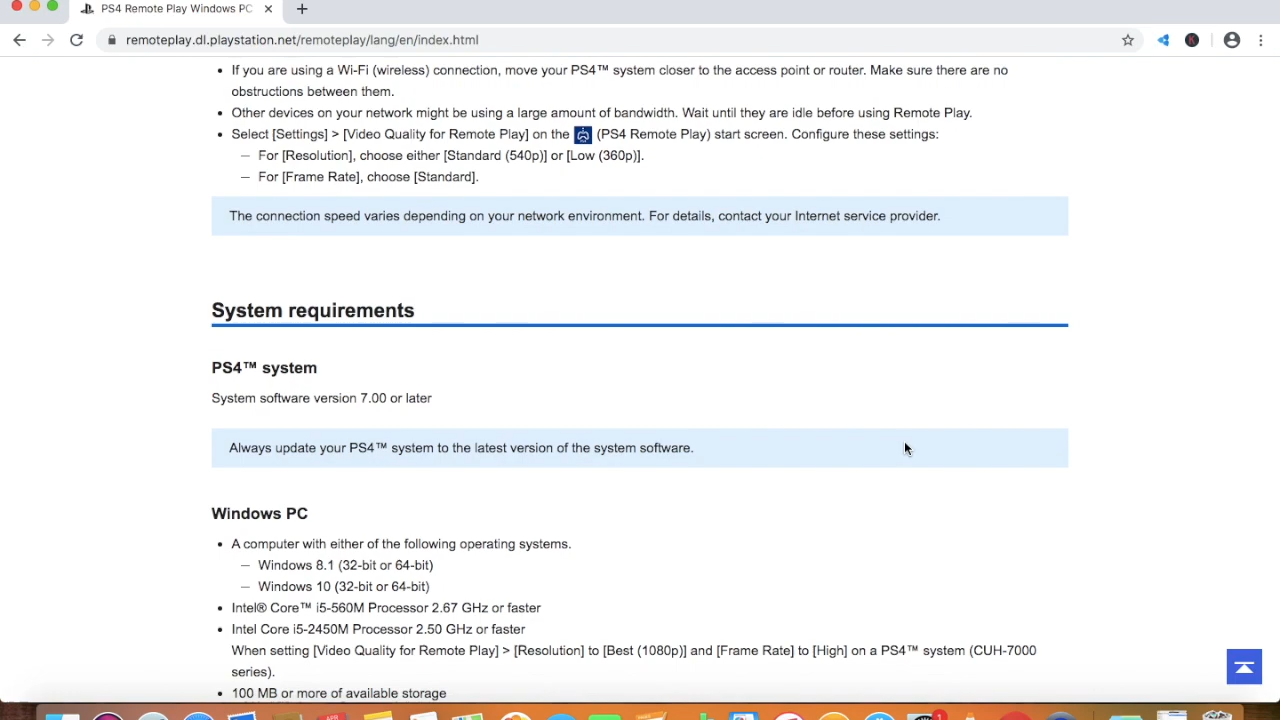 PS4 Remote Play Windows PC
remoteplay.dl.playstation.net/remoteplay/lang/en/index.html
• If you are using a Wi-Fi (wireless) connection, move your PS4™ system closer to the access point or router. Make sure there are no
obstructions between them.
• Other devices on your network might be using a large amount of bandwidth. Wait until they are idle before using Remote Play.
• Select [Settings] > [Video Quality for Remote Play] on the (PS4 Remote Play) start screen. Configure these settings:
– For [Resolution], choose either [Standard (540p)] or [Low (360p)].
– For [Frame Rate], choose [Standard].
The connection speed varies depending on your network environment. For details, contact your Internet service provider.
System requirements
PS4™ system
System software version 7.00 or later
Always update your PS4™ system to the latest version of the system software.
Windows PC
• A computer with either of the following operating systems.
– Windows 8.1 (32-bit or 64-bit)
– Windows 10 (32-bit or 64-bit)
• Intel® Core™ i5-560M Processor 2.67 GHz or faster
• Intel Core i5-2450M Processor 2.50 GHz or faster
When setting [Video Quality for Remote Play] > [Resolution] to [Best (1080p)] and [Frame Rate] to [High] on a PS4™ system (CUH-7000
series).
• 100 MB or more of available storage
APR
1